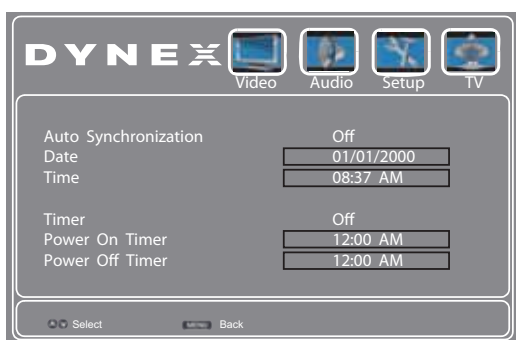 DYNEX
Video Audio Setup TV
Auto Synchronization Off
Date 01/01/2000
Time 08:37 AM
Timer Off
Power On Timer 12:00 AM
Power Off Timer 12:00 AM
Select MENU Back